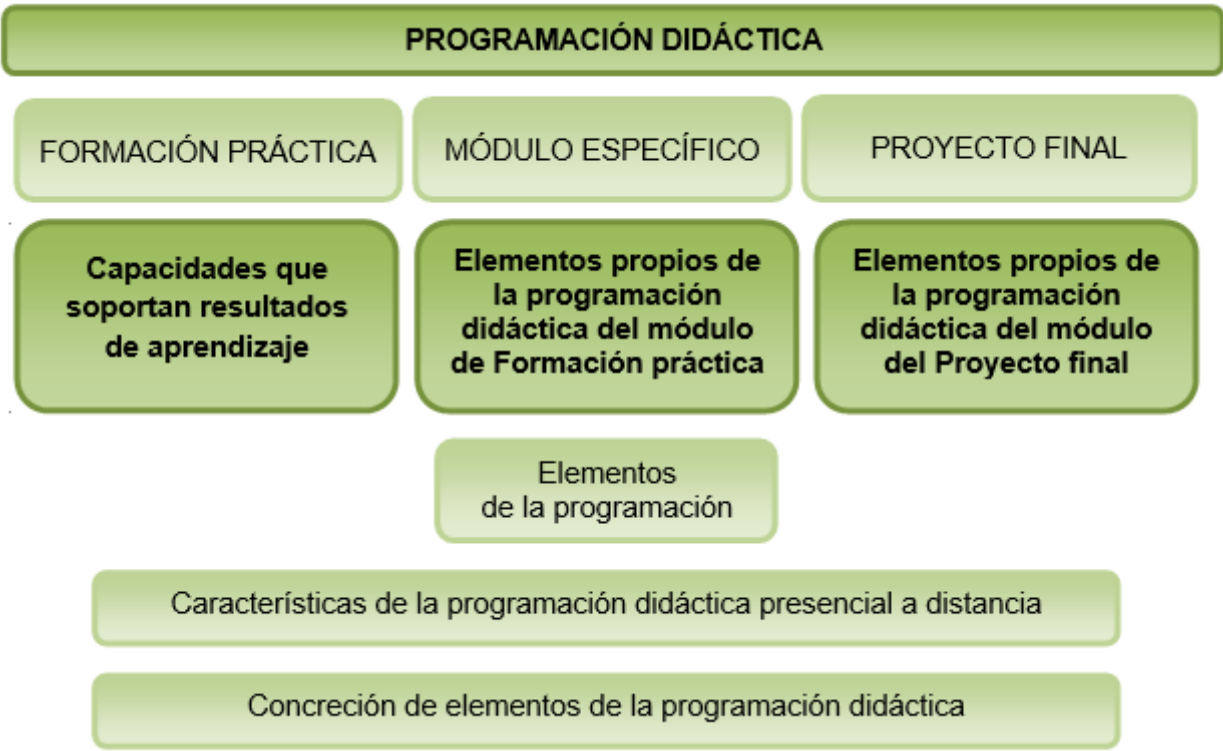 PROGRAMACIÓN DIDÁCTICA
FORMACIÓN PRÁCTICA
MÓDULO ESPECÍFICO
PROYECTO FINAL
Capacidades que
soportan resultados
de aprendizaje
Elementos propios de
la programación
didáctica del módulo
de Formación práctica
Elementos propios de
la programación
didáctica del módulo
del Proyecto final
Elementos
de la programación
Características de la programación didáctica presencial a distancia
Concreción de elementos de la programación didáctica